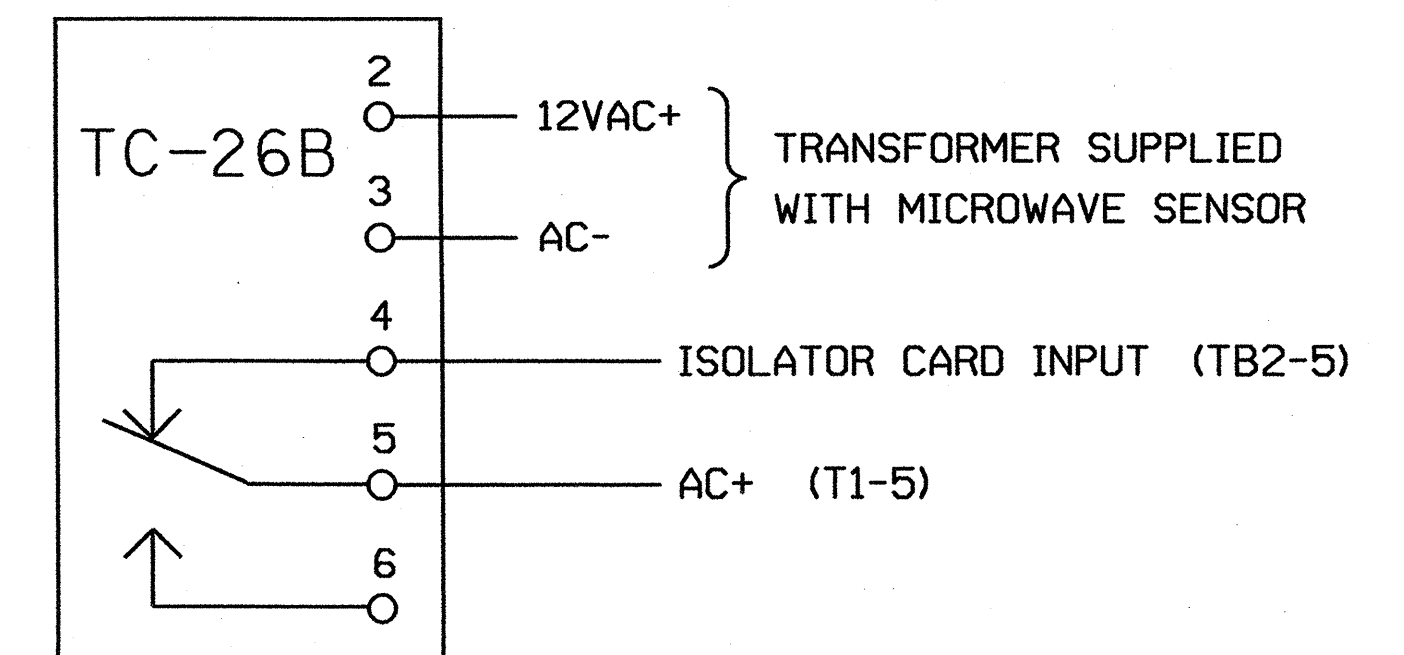 2
12VAC+
TC-26B
TRANSFORMER SUPPLIED
WITH MICROWAVE SENSOR
3
AC-
4
ISOLATOR CARD INPUT (TB2-5)
5
AC+ (T1-5)
6